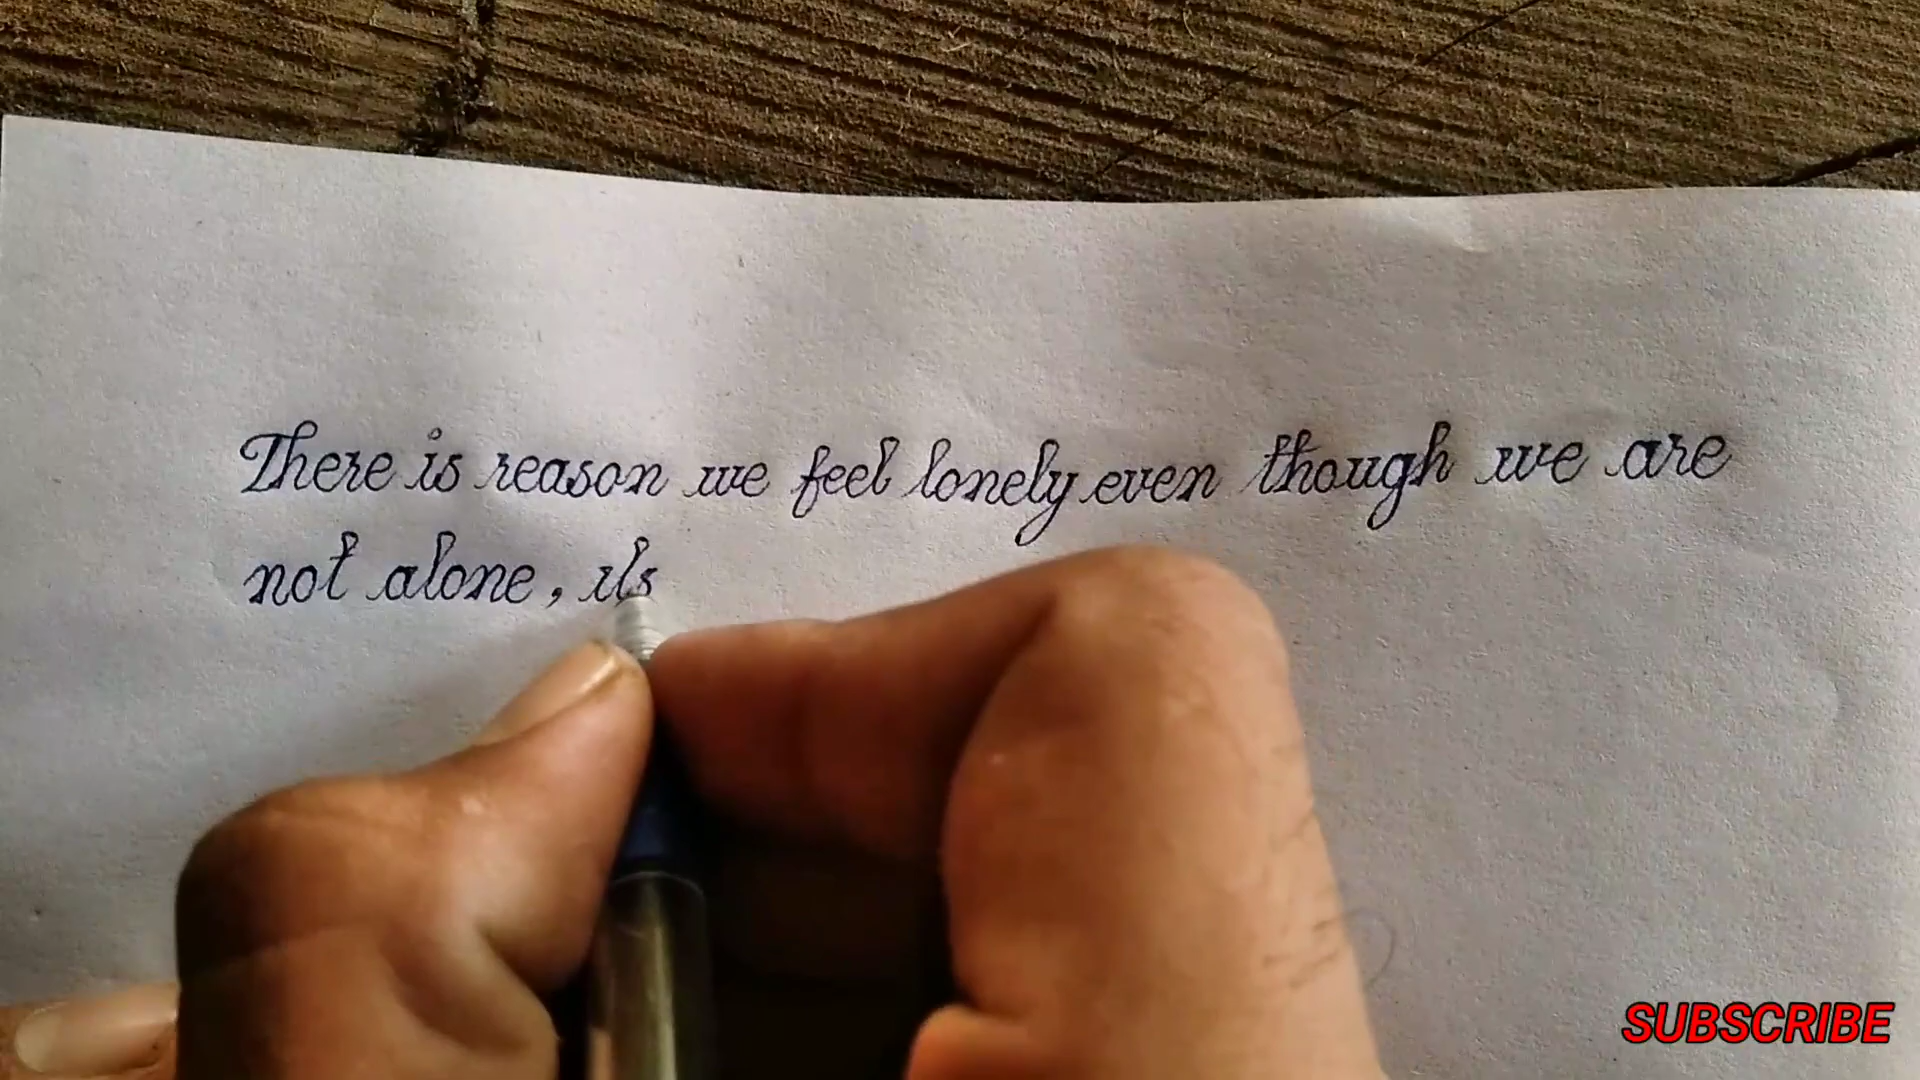 There is reason we feel lonely even though we are
not alone, its
SUBSCRIBE